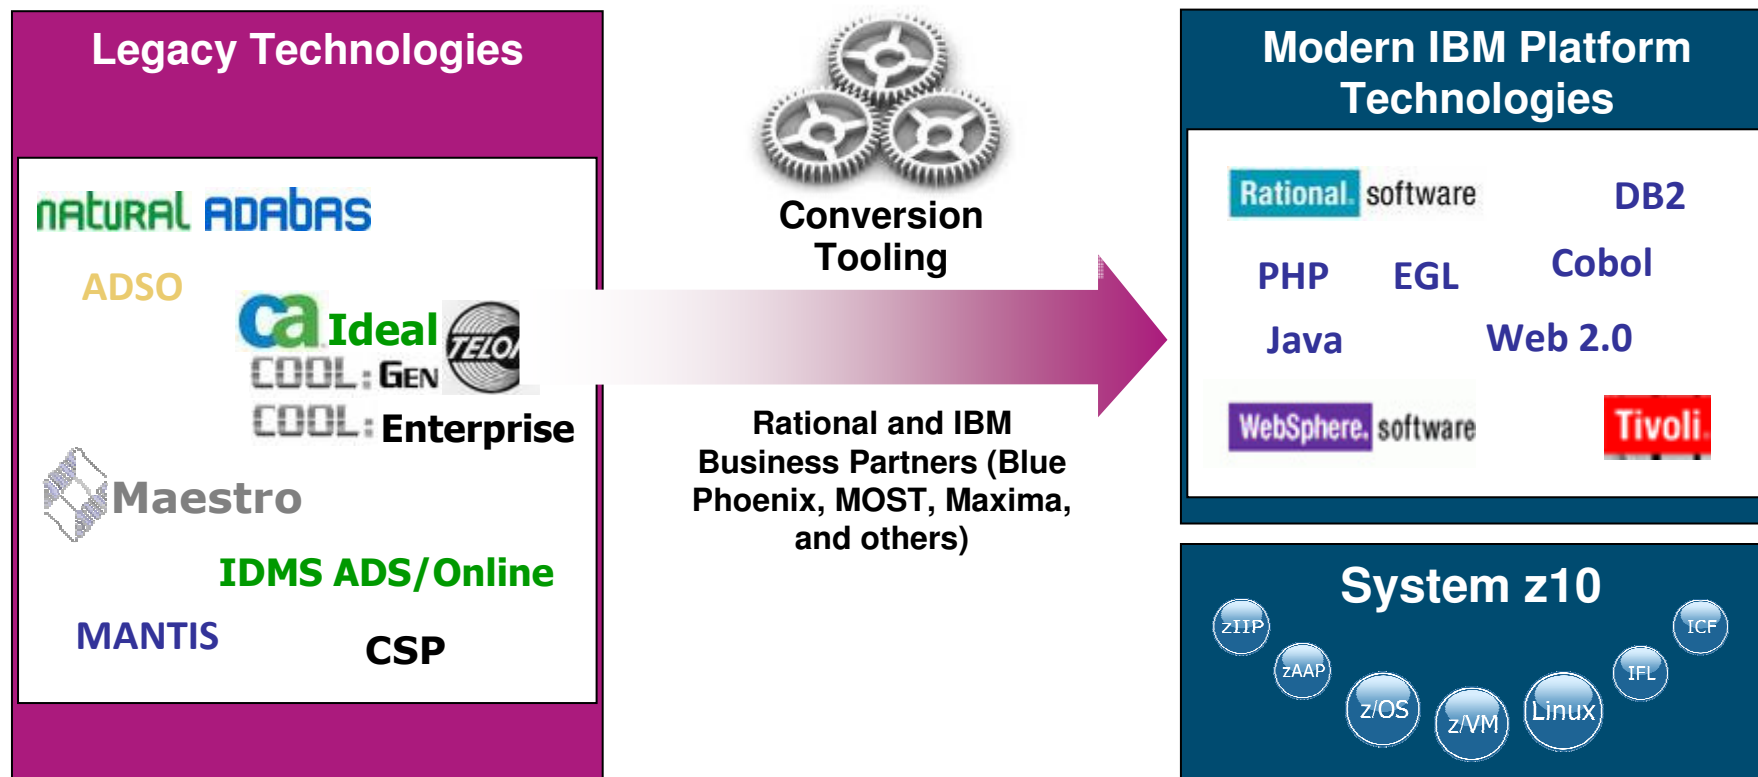 Legacy Technologies
natural ADABAS
ADSO
ca Ideal
TELON
COOL:GEN
COOL: Enterprise
Maestro
IDMS ADS/Online
MANTIS
CSP
Conversion
Tooling
Rational and IBM
Business Partners (Blue
Phoenix, MOST, Maxima,
and others)
Modern IBM Platform
Technologies
Rational. software
DB2
PHP
EGL
Cobol
Java
Web 2.0
WebSphere. software
Tivoli.
System z10
zIIP
zAAP
z/OS
z/VM
Linux
IFL
ICF